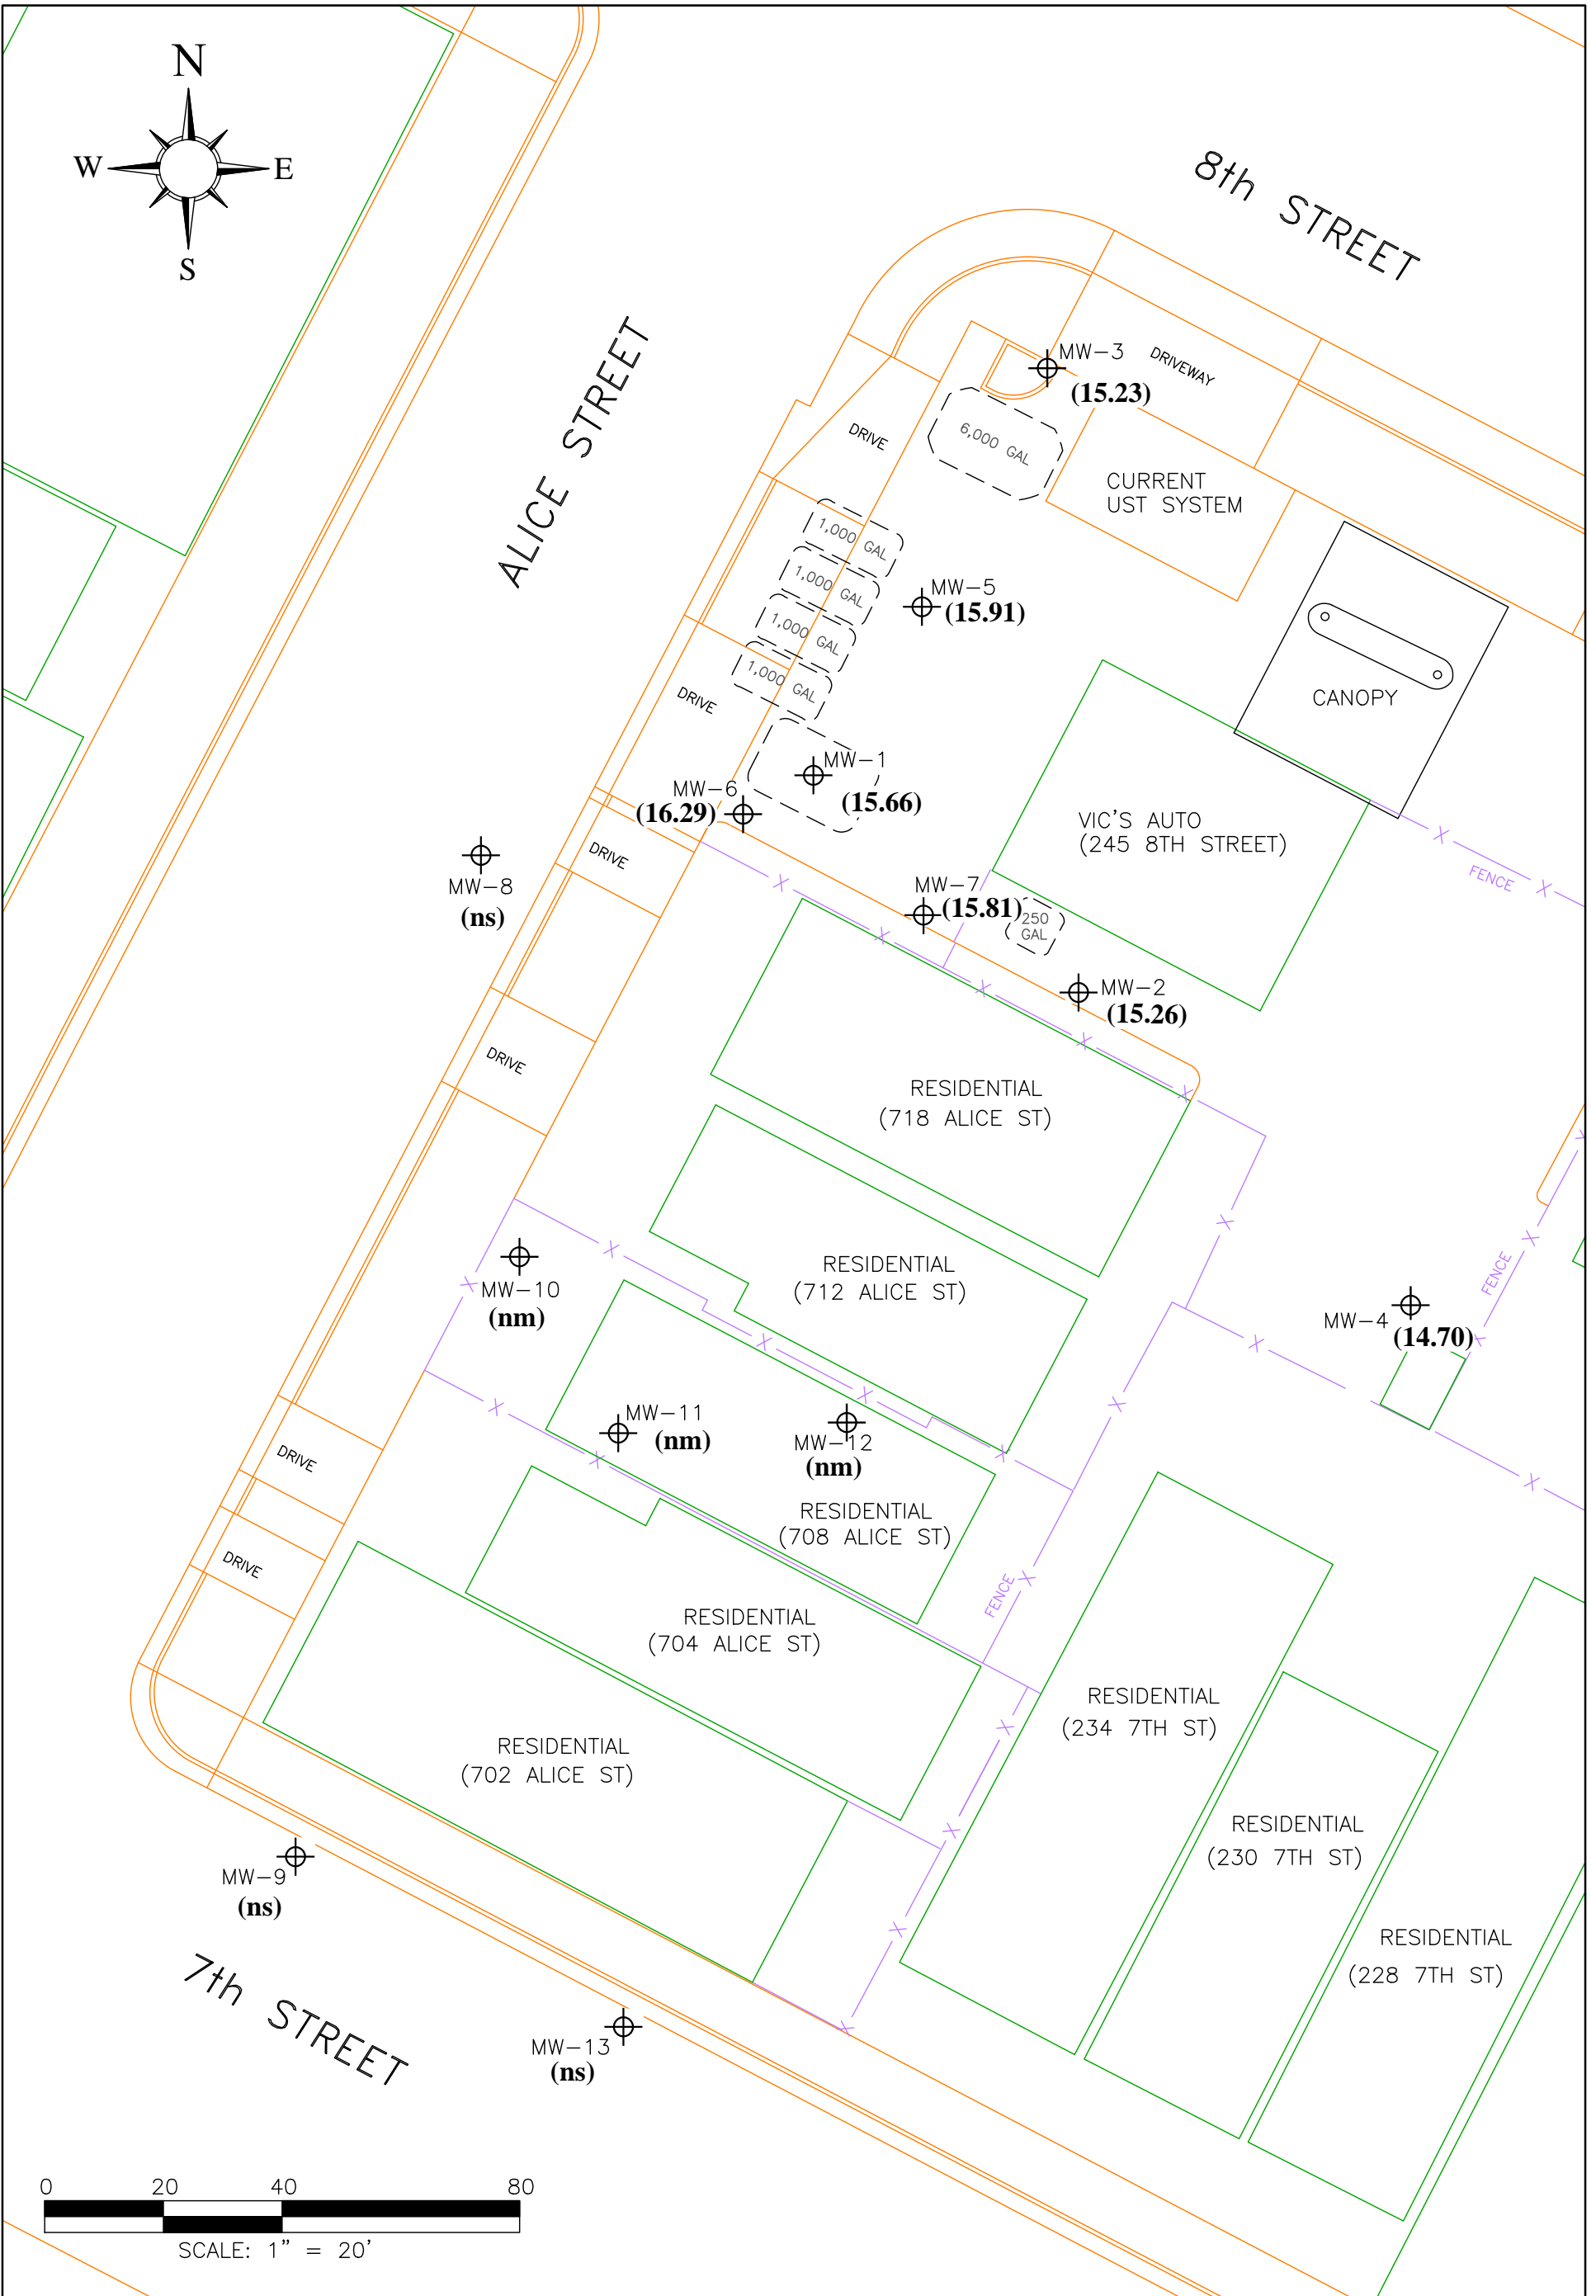 N
W
E
S
8th STREET
ALICE STREET
MW-3
(15.23)
DRIVEWAY
DRIVE
6,000 GAL
CURRENT
UST SYSTEM
1,000 GAL
1,000 GAL
1,000 GAL
1,000 GAL
MW-5
(15.91)
CANOPY
DRIVE
MW-1
(15.66)
MW-6
(16.29)
VIC'S AUTO
(245 8TH STREET)
FENCE
DRIVE
MW-8
(ns)
MW-7
(15.81)
250
GAL
MW-2
(15.26)
DRIVE
RESIDENTIAL
(718 ALICE ST)
RESIDENTIAL
(712 ALICE ST)
FENCE
MW-10
(nm)
MW-4
(14.70)
MW-11
(nm)
MW-12
(nm)
DRIVE
RESIDENTIAL
(708 ALICE ST)
DRIVE
FENCE
RESIDENTIAL
(704 ALICE ST)
RESIDENTIAL
(234 7TH ST)
RESIDENTIAL
(702 ALICE ST)
RESIDENTIAL
(230 7TH ST)
MW-9
(ns)
RESIDENTIAL
(228 7TH ST)
7th STREET
MW-13
(ns)
0 20 40 80
SCALE: 1" = 20'